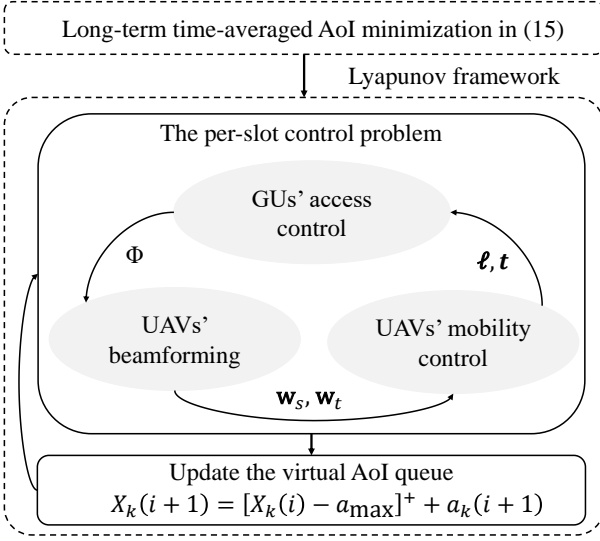 Long-term time-averaged AoI minimization in (15)
Lyapunov framework
The per-slot control problem
GUs' access
control
Φ
ℓ, t
UAVs'
beamforming
UAVs' mobility
control
w_s, w_t
Update the virtual AoI queue
X_k(i + 1) = [X_k(i) − a_max]^+ + a_k(i + 1)